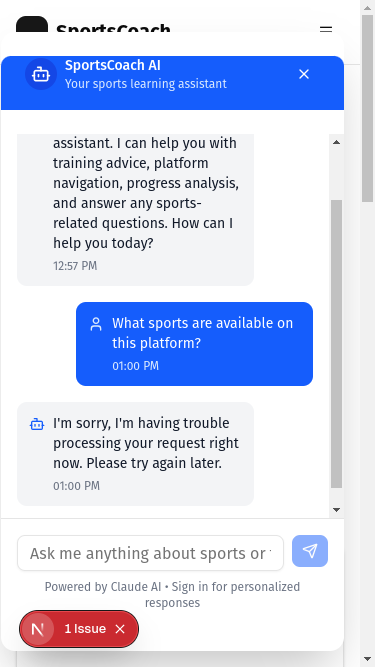 SportsCoach
SportsCoach AI
Your sports learning assistant
assistant. I can help you with
training advice, platform
navigation, progress analysis,
and answer any sports-
related questions. How can I
help you today?
12:57 PM
What sports are available on
this platform?
01:00 PM
I'm sorry, I'm having trouble
processing your request right
now. Please try again later.
01:00 PM
Ask me anything about sports or
Powered by Claude AI • Sign in for personalized
responses
N 1 Issue